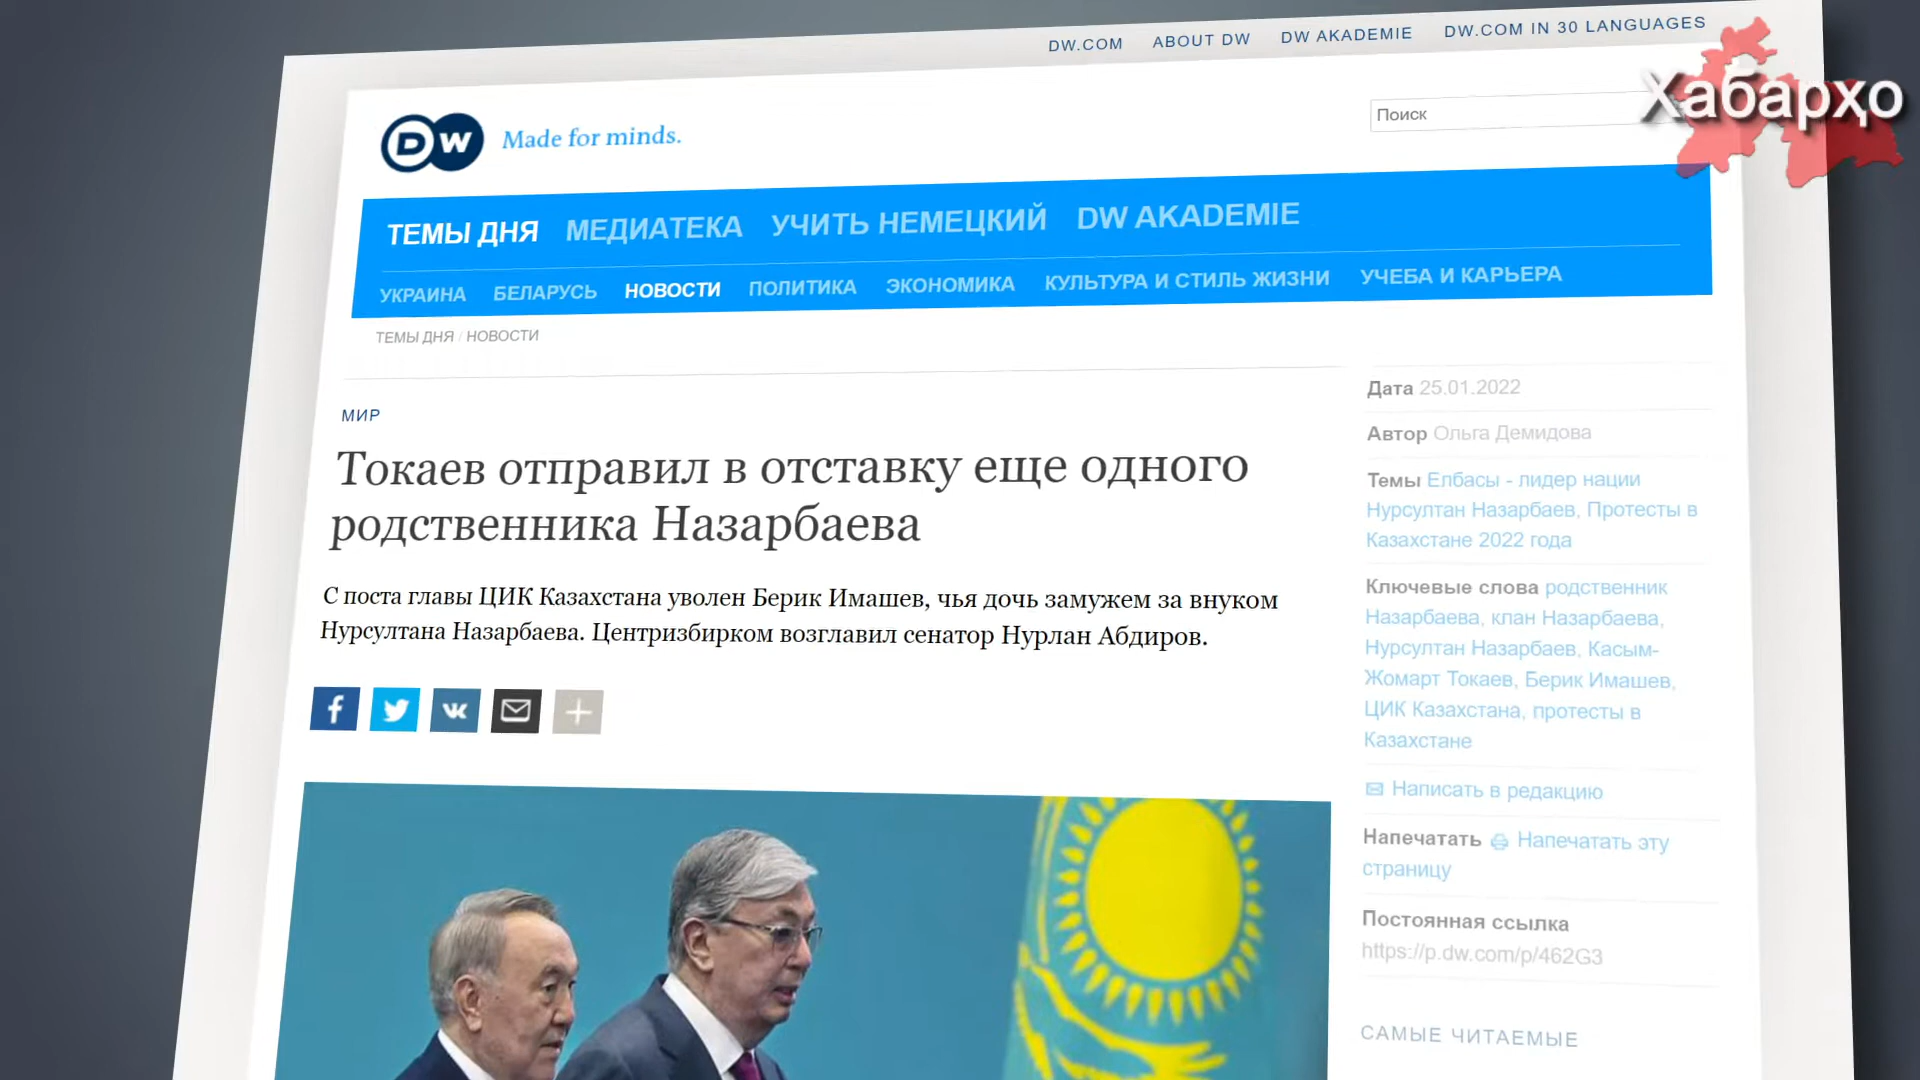 DW.COM ABOUT DW DW AKADEMIE DW.COM IN 30 LANGUAGES
Хабарҳо
DW Made for minds.
Поиск
ТЕМЫ ДНЯ МЕДИАТЕКА УЧИТЬ НЕМЕЦКИЙ DW AKADEMIE
УКРАИНА БЕЛАРУСЬ НОВОСТИ ПОЛИТИКА ЭКОНОМИКА КУЛЬТУРА И СТИЛЬ ЖИЗНИ УЧЕБА И КАРЬЕРА
ТЕМЫ ДНЯ / НОВОСТИ
МИР
Токаев отправил в отставку еще одного
родственника Назарбаева
С поста главы ЦИК Казахстана уволен Берик Имашев, чья дочь замужем за внуком
Нурсултана Назарбаева. Центризбирком возглавил сенатор Нурлан Абдиров.
Дата 25.01.2022
Автор Ольга Демидова
Темы Елбасы - лидер нации
Нурсултан Назарбаев, Протесты в
Казахстане 2022 года
Ключевые слова родственник
Назарбаева, клан Назарбаева,
Нурсултан Назарбаев, Касым-
Жомарт Токаев, Берик Имашев,
ЦИК Казахстана, протесты в
Казахстане
Написать в редакцию
Напечатать Напечатать эту
страницу
Постоянная ссылка
https://p.dw.com/p/462G3
САМЫЕ ЧИТАЕМЫЕ